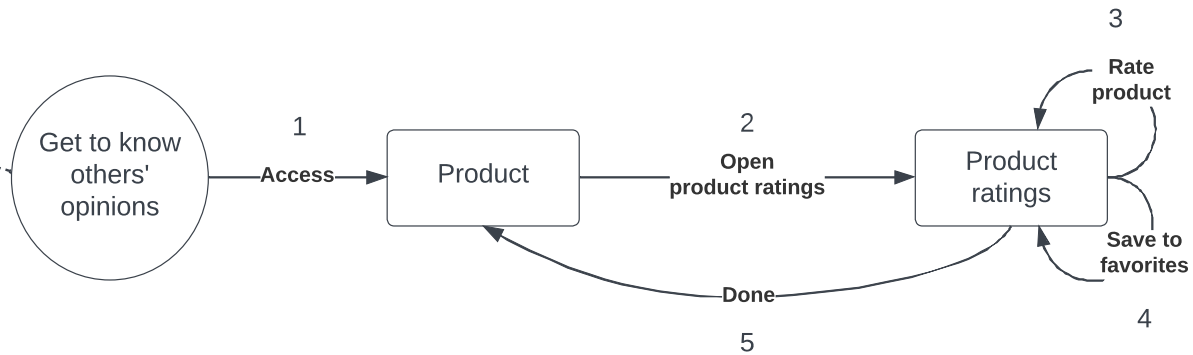 Get to know
others'
opinions
1
Access
Product
2
Open
product ratings
Product
ratings
3
Rate
product
Save to
favorites
4
Done
5